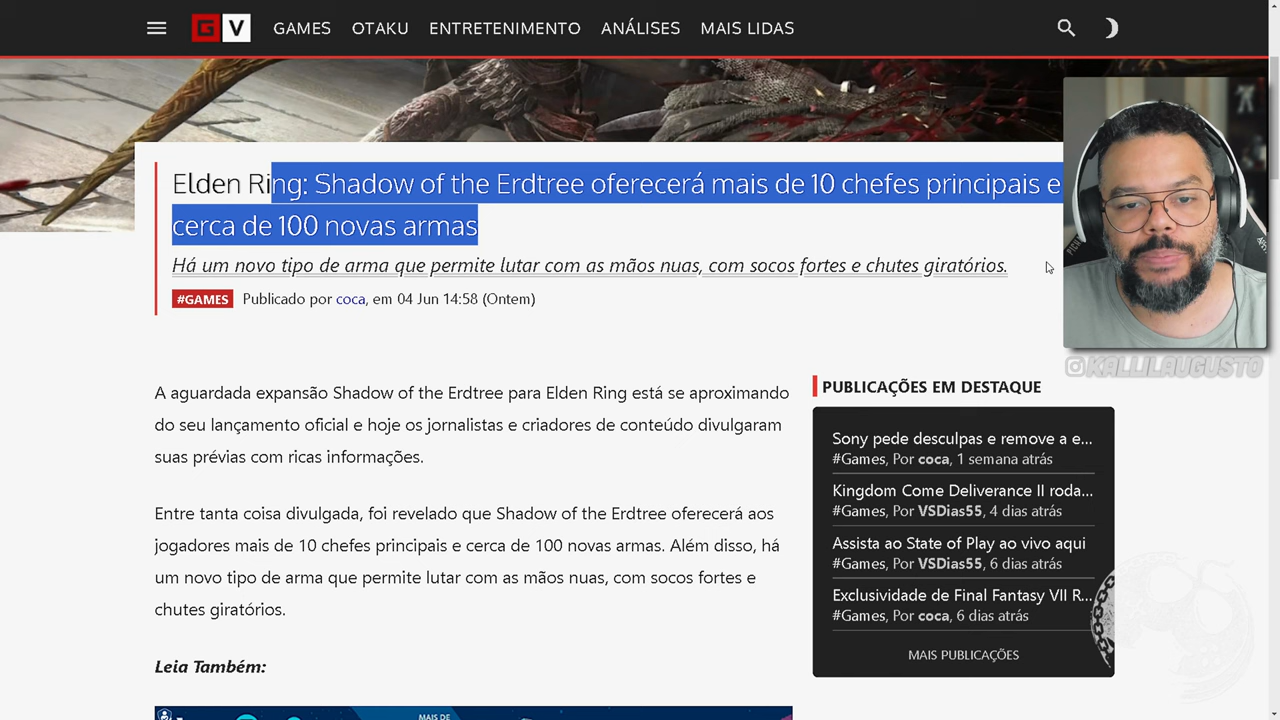 G V GAMES OTAKU ENTRETENIMENTO ANÁLISES MAIS LIDAS
Elden Ring: Shadow of the Erdtree oferecerá mais de 10 chefes principais e
cerca de 100 novas armas
Há um novo tipo de arma que permite lutar com as mãos nuas, com socos fortes e chutes giratórios.
#GAMES Publicado por coca, em 04 Jun 14:58 (Ontem)
@KALLILAUGUSTO
A aguardada expansão Shadow of the Erdtree para Elden Ring está se aproximando
do seu lançamento oficial e hoje os jornalistas e criadores de conteúdo divulgaram
suas prévias com ricas informações.
Entre tanta coisa divulgada, foi revelado que Shadow of the Erdtree oferecerá aos
jogadores mais de 10 chefes principais e cerca de 100 novas armas. Além disso, há
um novo tipo de arma que permite lutar com as mãos nuas, com socos fortes e
chutes giratórios.
Leia Também:
MAIS DE
PUBLICAÇÕES EM DESTAQUE
Sony pede desculpas e remove a e...
#Games, Por coca, 1 semana atrás
Kingdom Come Deliverance II roda...
#Games, Por VSDias55, 4 dias atrás
Assista ao State of Play ao vivo aqui
#Games, Por VSDias55, 6 dias atrás
Exclusividade de Final Fantasy VII R...
#Games, Por coca, 6 dias atrás
MAIS PUBLICAÇÕES